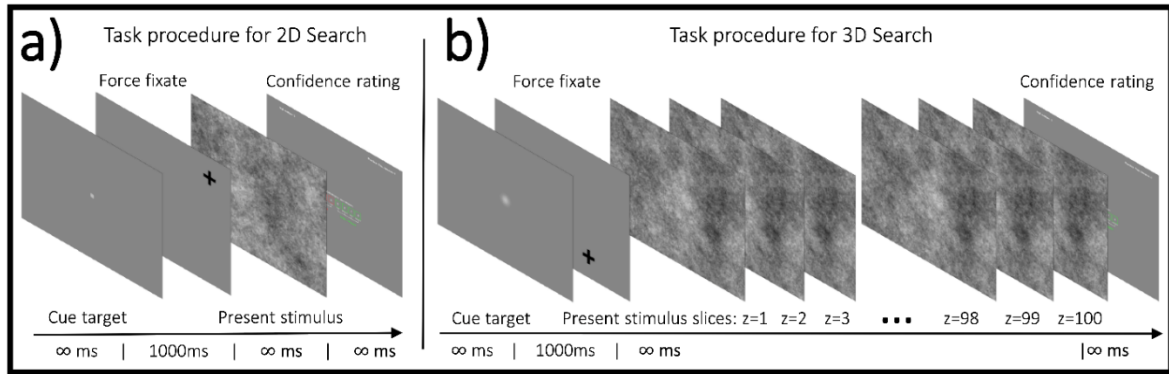 a)
Task procedure for 2D Search
Force fixate
Confidence rating
Cue target
Present stimulus
∞ ms | 1000ms | ∞ ms | ∞ ms
b)
Task procedure for 3D Search
Force fixate
Confidence rating
Cue target
Present stimulus slices: z=1 z=2 z=3 ••• z=98 z=99 z=100
∞ ms | 1000ms | ∞ ms |∞ ms